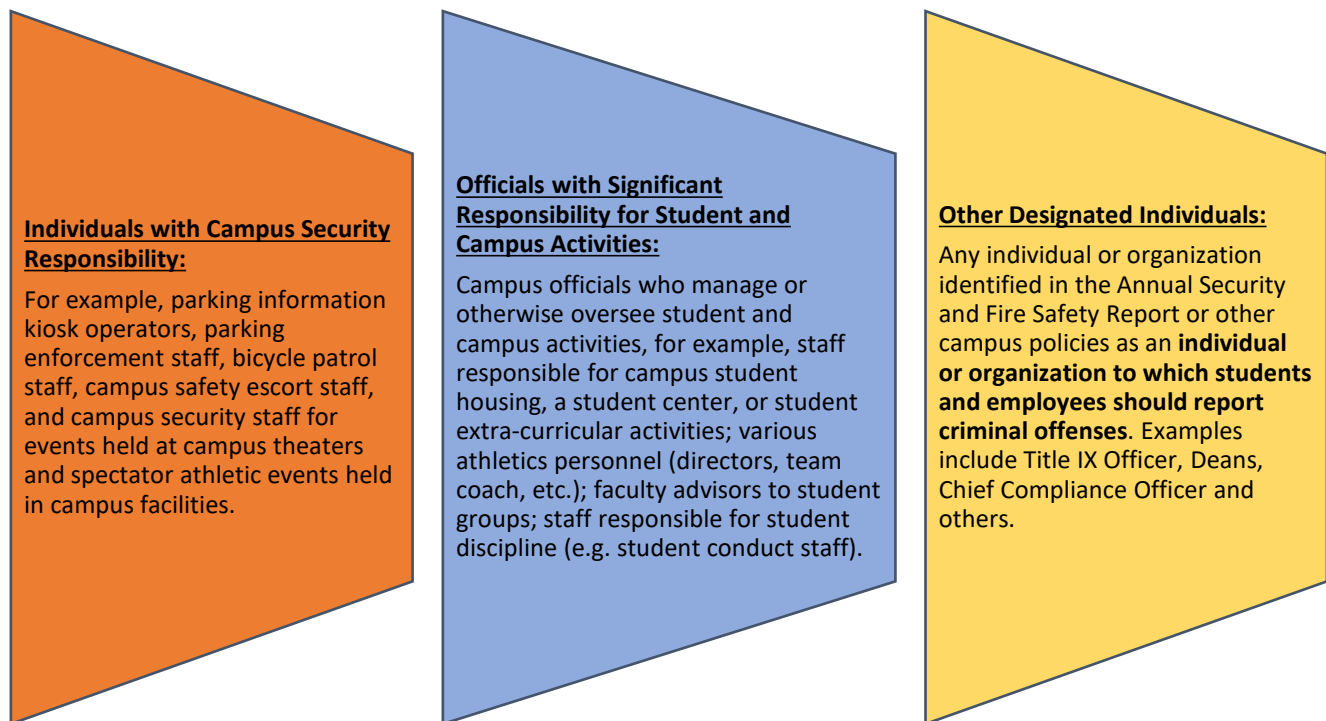 Individuals with Campus Security
Responsibility:
For example, parking information
kiosk operators, parking
enforcement staff, bicycle patrol
staff, campus safety escort staff,
and campus security staff for
events held at campus theaters
and spectator athletic events held
in campus facilities.
Officials with Significant
Responsibility for Student and
Campus Activities:
Campus officials who manage or
otherwise oversee student and
campus activities, for example, staff
responsible for campus student
housing, a student center, or student
extra-curricular activities; various
athletics personnel (directors, team
coach, etc.); faculty advisors to student
groups; staff responsible for student
discipline (e.g. student conduct staff).
Other Designated Individuals:
Any individual or organization
identified in the Annual Security
and Fire Safety Report or other
campus policies as an individual
or organization to which students
and employees should report
criminal offenses. Examples
include Title IX Officer, Deans,
Chief Compliance Officer and
others.